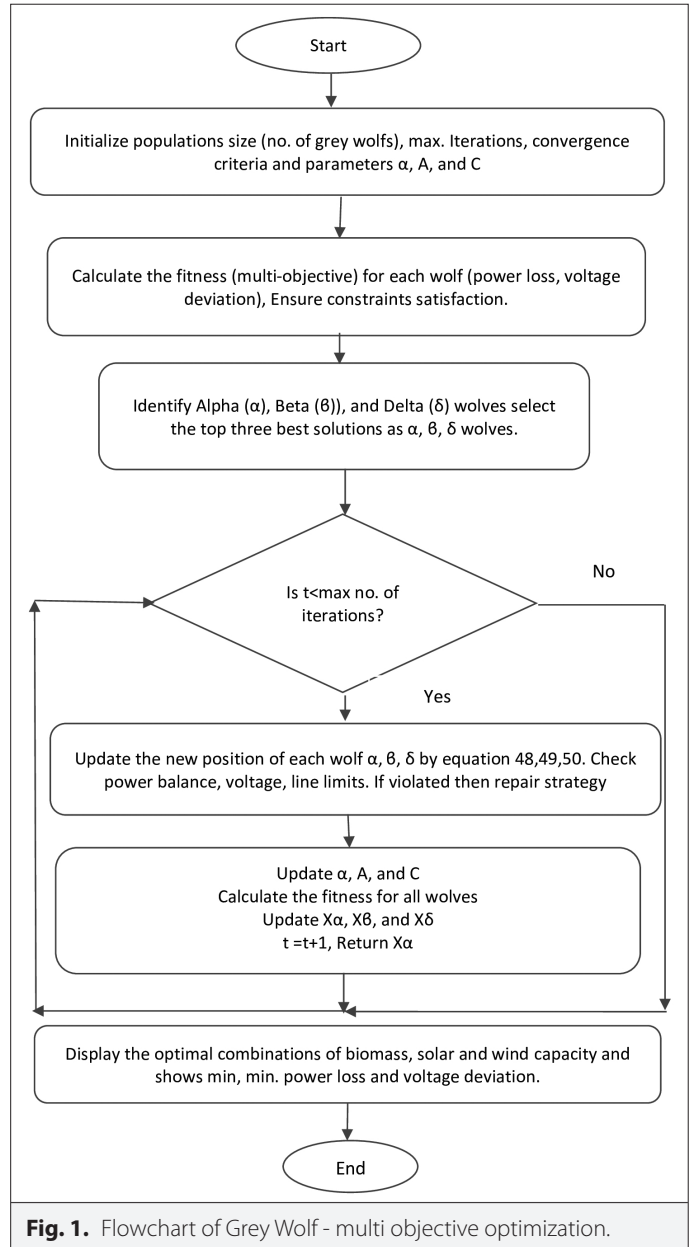 Start
Initialize populations size (no. of grey wolfs), max. Iterations, convergence
criteria and parameters α, A, and C
Calculate the fitness (multi-objective) for each wolf (power loss, voltage
deviation), Ensure constraints satisfaction.
Identify Alpha (α), Beta (β)), and Delta (δ) wolves select
the top three best solutions as α, β, δ wolves.
Is t<max no. of
iterations?
No
Yes
Update the new position of each wolf α, β, δ by equation 48,49,50. Check
power balance, voltage, line limits. If violated then repair strategy
Update α, A, and C
Calculate the fitness for all wolves
Update Xα, Xβ, and Xδ
t =t+1, Return Xα
Display the optimal combinations of biomass, solar and wind capacity and
shows min, min. power loss and voltage deviation.
End
Fig. 1. Flowchart of Grey Wolf - multi objective optimization.